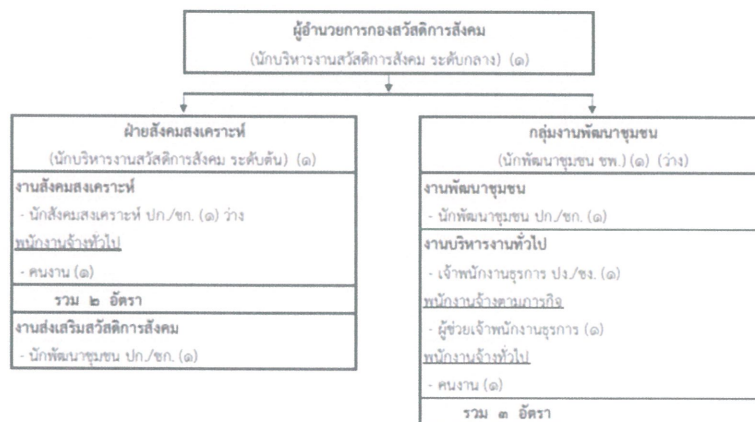 ผู้อำนวยการกองสวัสดิการสังคม
(นักบริหารงานสวัสดิการสังคม ระดับกลาง) (๑)
ฝ่ายสังคมสงเคราะห์
(นักบริหารงานสวัสดิการสังคม ระดับต้น) (๑)
งานสังคมสงเคราะห์
- นักสังคมสงเคราะห์ ปก./ชก. (๑) ว่าง
พนักงานจ้างทั่วไป
- คนงาน (๑)
รวม ๒ อัตรา
งานส่งเสริมสวัสดิการสังคม
- นักพัฒนาชุมชน ปก./ชก. (๑)
กลุ่มงานพัฒนาชุมชน
(นักพัฒนาชุมชน ชพ.) (๑) (ว่าง)
งานพัฒนาชุมชน
- นักพัฒนาชุมชน ปก./ชก. (๑)
งานบริหารงานทั่วไป
- เจ้าพนักงานธุรการ ปง./ชง. (๑)
พนักงานจ้างตามภารกิจ
- ผู้ช่วยเจ้าพนักงานธุรการ (๑)
พนักงานจ้างทั่วไป
- คนงาน (๑)
รวม ๓ อัตรา